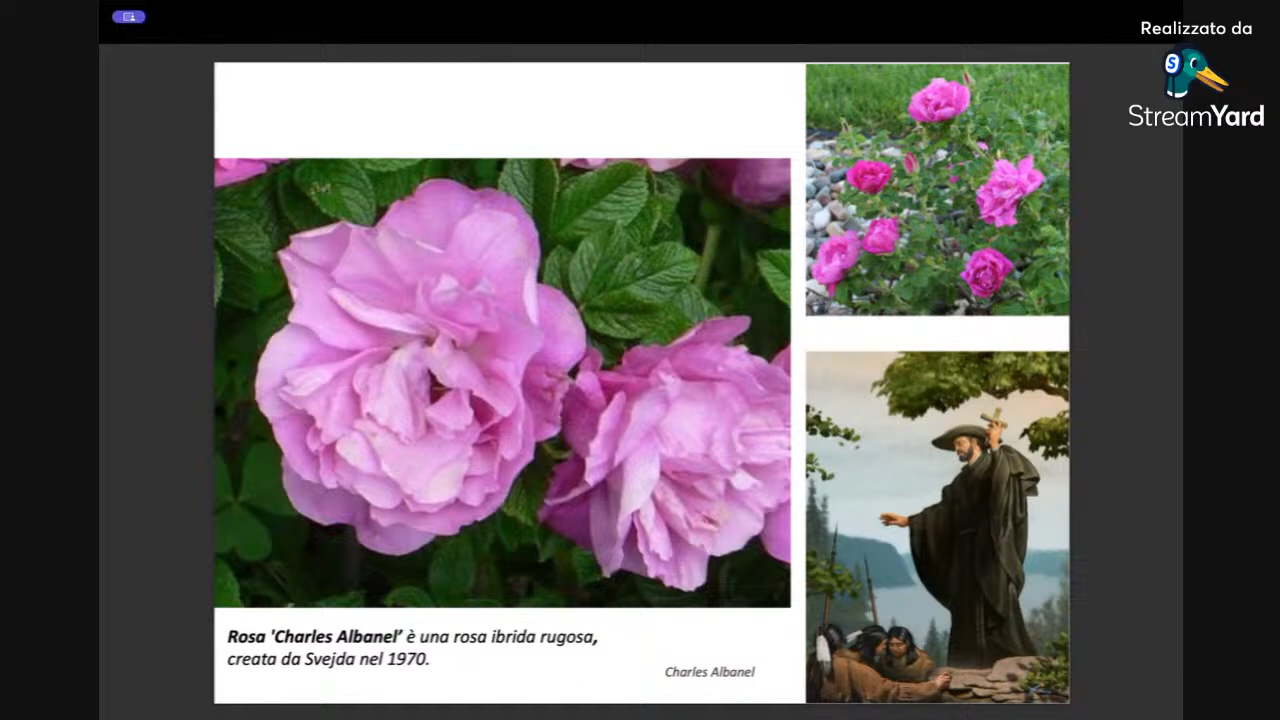 Realizzato da
StreamYard
Rosa 'Charles Albanel’ è una rosa ibrida rugosa,
creata da Svejda nel 1970.
Charles Albanel